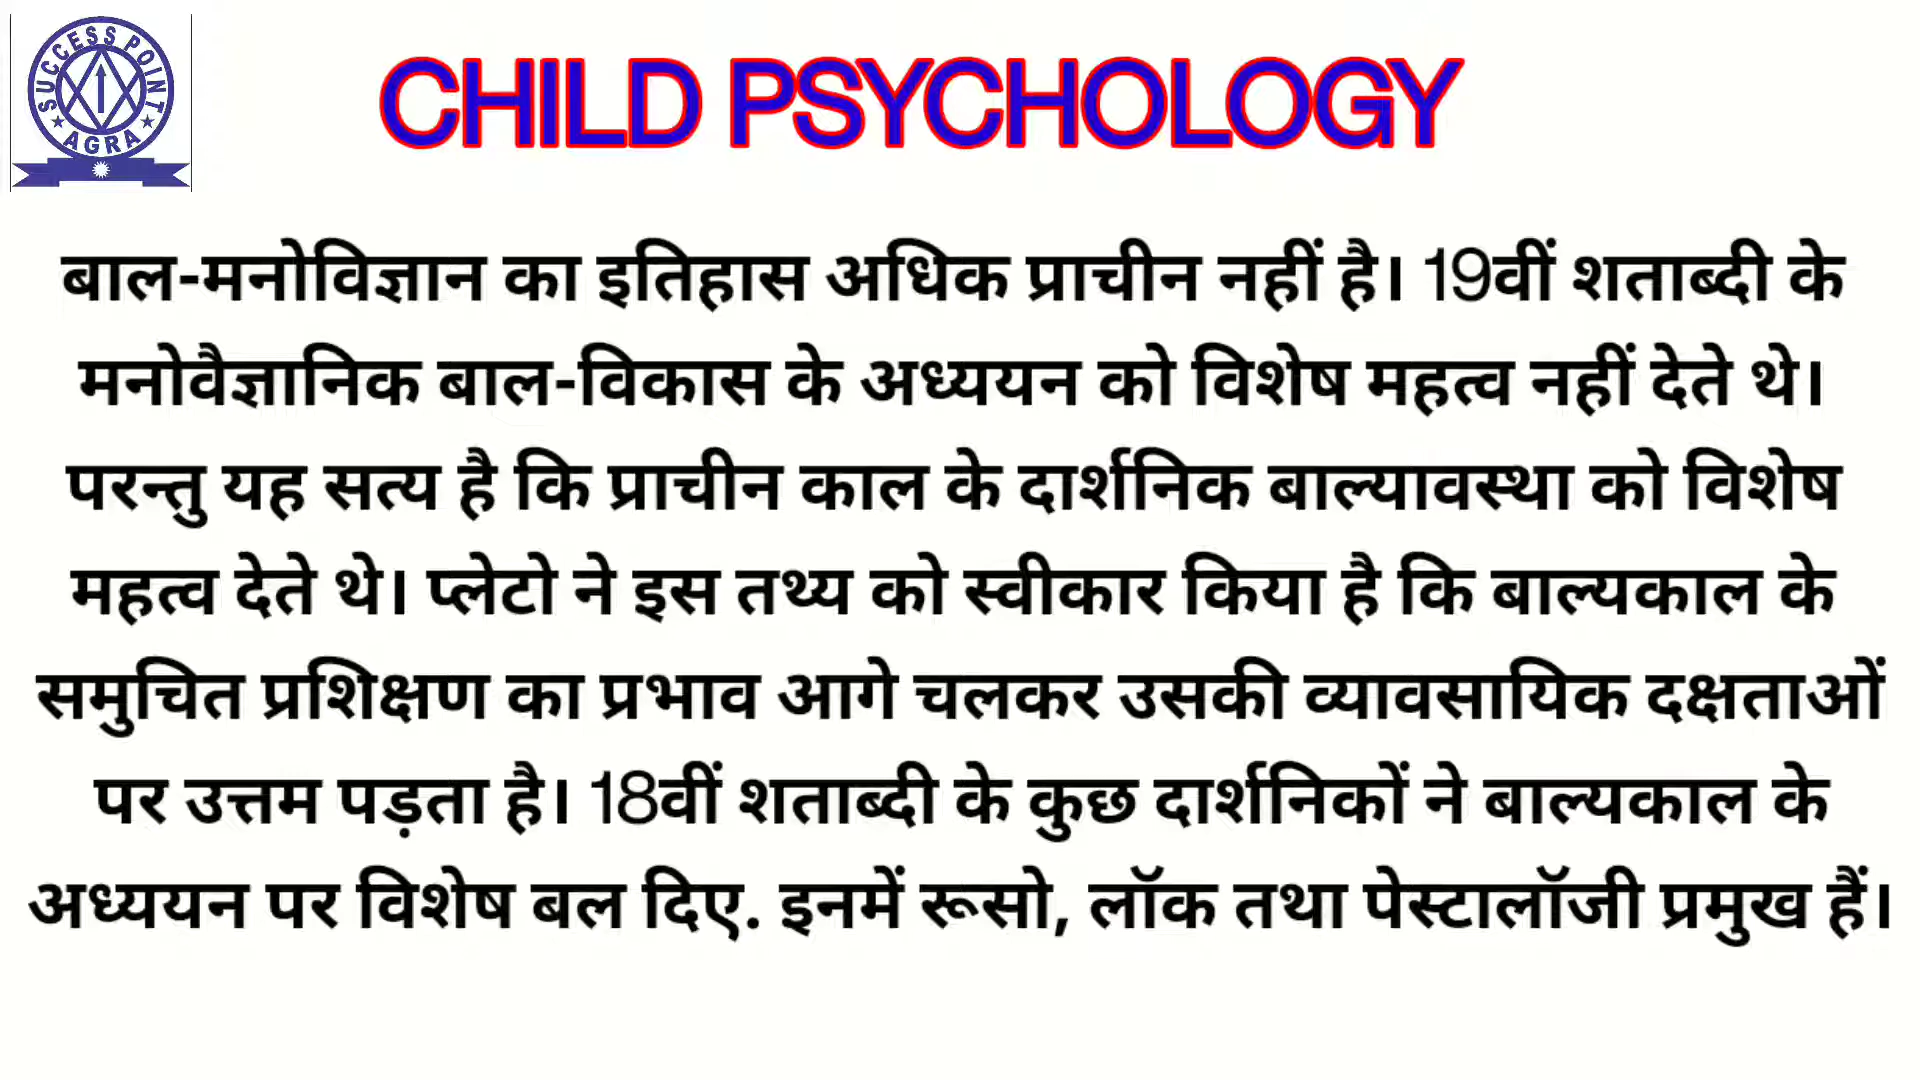 SUCCESS POINT
AGRA
CHILD PSYCHOLOGY
बाल-मनोविज्ञान का इतिहास अधिक प्राचीन नहीं है। 19वीं शताब्दी के
मनोवैज्ञानिक बाल-विकास के अध्ययन को विशेष महत्व नहीं देते थे।
परन्तु यह सत्य है कि प्राचीन काल के दार्शनिक बाल्यावस्था को विशेष
महत्व देते थे। प्लेटो ने इस तथ्य को स्वीकार किया है कि बाल्यकाल के
समुचित प्रशिक्षण का प्रभाव आगे चलकर उसकी व्यावसायिक दक्षताओं
पर उत्तम पड़ता है। 18वीं शताब्दी के कुछ दार्शनिकों ने बाल्यकाल के
अध्ययन पर विशेष बल दिए. इनमें रूसो, लॉक तथा पेस्टालॉजी प्रमुख हैं।